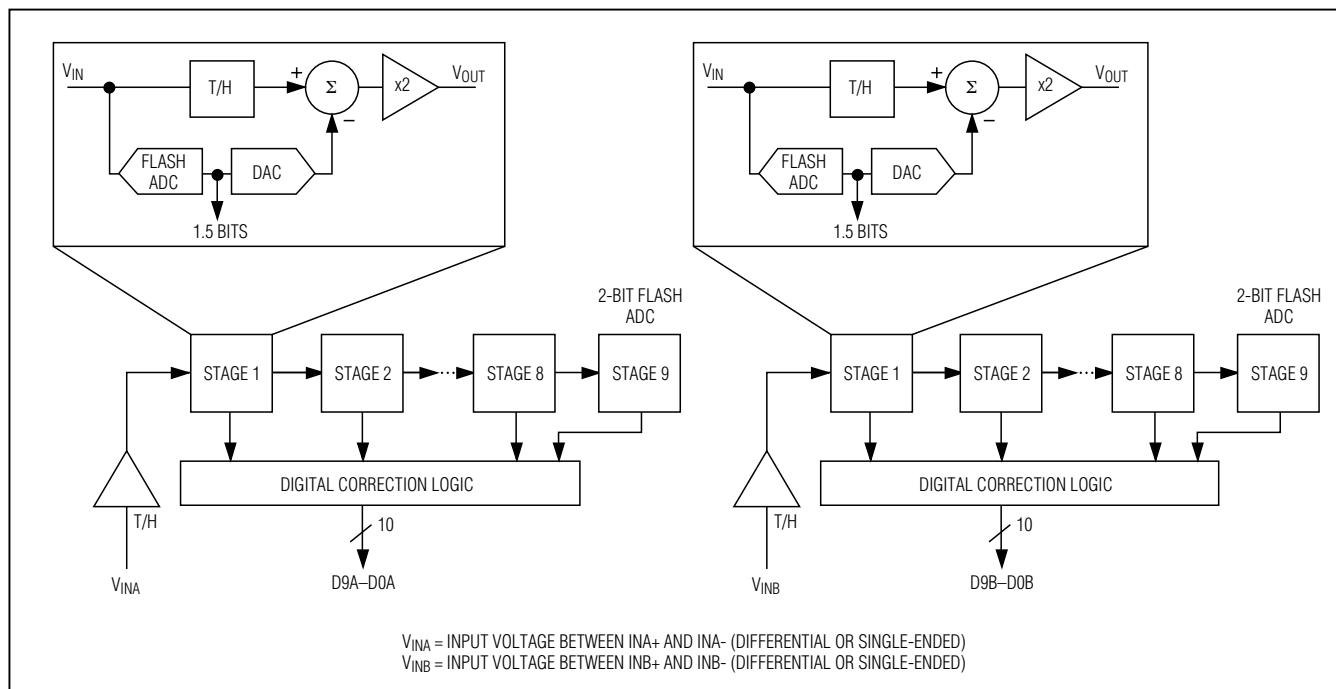 V_IN
T/H
+
Σ
−
x2
V_OUT
FLASH
ADC
DAC
1.5 BITS
2-BIT FLASH
ADC
STAGE 1
STAGE 2
STAGE 8
STAGE 9
DIGITAL CORRECTION LOGIC
T/H
10
V_INA
D9A–D0A
V_IN
T/H
+
Σ
−
x2
V_OUT
FLASH
ADC
DAC
1.5 BITS
2-BIT FLASH
ADC
STAGE 1
STAGE 2
STAGE 8
STAGE 9
DIGITAL CORRECTION LOGIC
T/H
10
V_INB
D9B–D0B
V_INA = INPUT VOLTAGE BETWEEN INA+ AND INA- (DIFFERENTIAL OR SINGLE-ENDED)
V_INB = INPUT VOLTAGE BETWEEN INB+ AND INB- (DIFFERENTIAL OR SINGLE-ENDED)